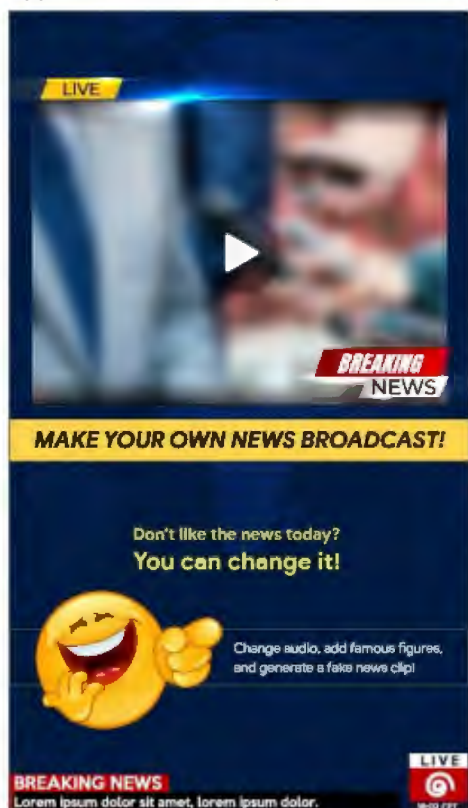 LIVE
BREAKING
NEWS
MAKE YOUR OWN NEWS BROADCAST!
Don't like the news today?
You can change it!
Change audio, add famous figures,
and generate a fake news clip!
LIVE
BREAKING NEWS
Lorem ipsum dolor sit amet, lorem ipsum dolor.